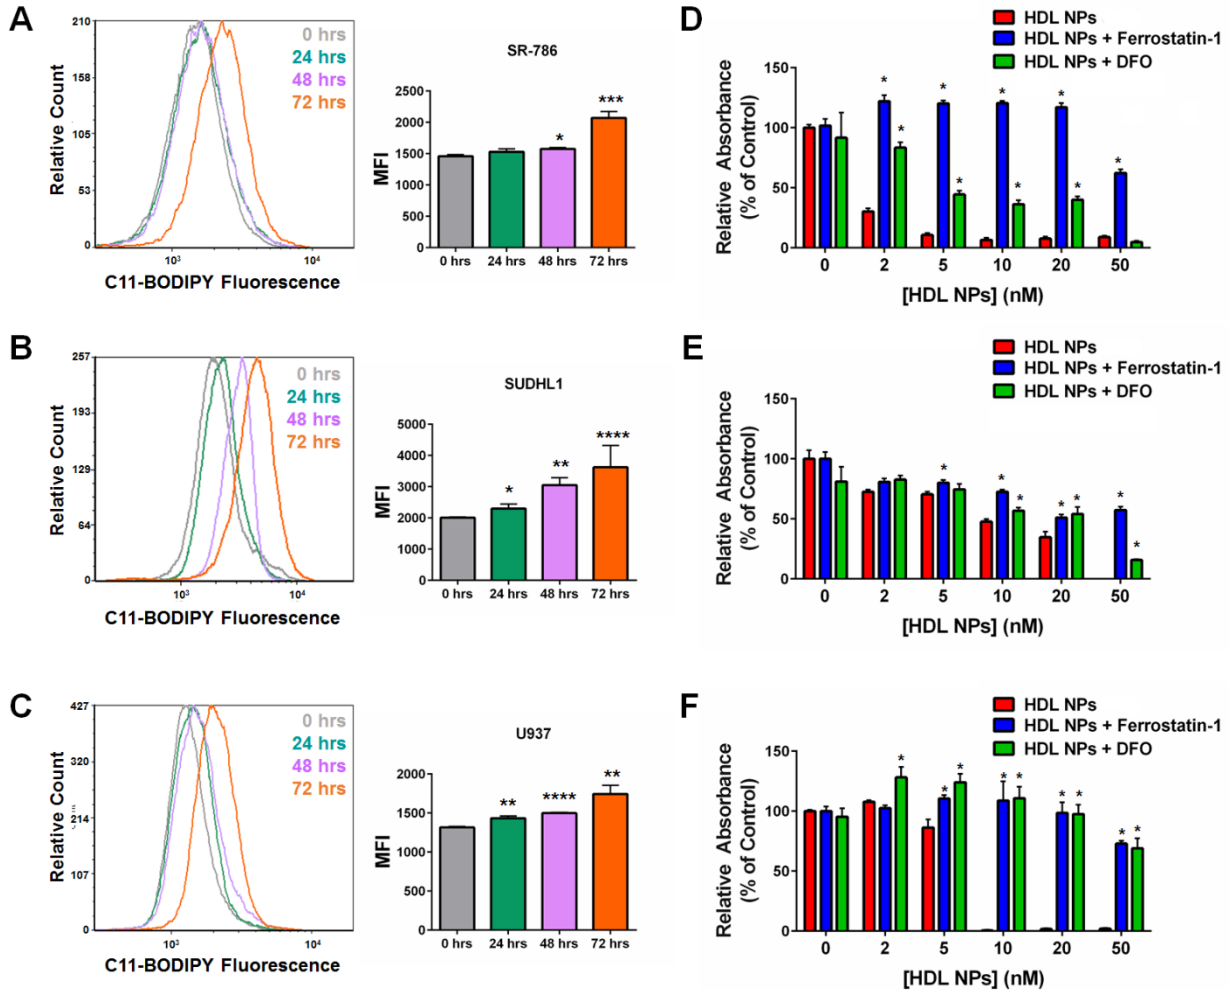 A
210
158
105
53
0
10³
10⁴
Relative Count
C11-BODIPY Fluorescence
0 hrs
24 hrs
48 hrs
72 hrs
SR-786
MFI
2500
2000
1500
1000
500
0
*
***
0 hrs 24 hrs 48 hrs 72 hrs
D
HDL NPs
HDL NPs + Ferrostatin-1
HDL NPs + DFO
Relative Absorbance
(% of Control)
150
100
50
0
* * * * * * * * *
0 2 5 10 20 50
[HDL NPs] (nM)
B
257
193
129
64
0
10³
10⁴
Relative Count
C11-BODIPY Fluorescence
0 hrs
24 hrs
48 hrs
72 hrs
SUDHL1
MFI
5000
4000
3000
2000
1000
0
*
**
****
0 hrs 24 hrs 48 hrs 72 hrs
E
HDL NPs
HDL NPs + Ferrostatin-1
HDL NPs + DFO
Relative Absorbance
(% of Control)
150
100
50
0
* * * * * * *
0 2 5 10 20 50
[HDL NPs] (nM)
C
427
320
214
107
0
10³
10⁴
Relative Count
C11-BODIPY Fluorescence
0 hrs
24 hrs
48 hrs
72 hrs
U937
MFI
2000
1500
1000
500
0
**
****
**
0 hrs 24 hrs 48 hrs 72 hrs
F
HDL NPs
HDL NPs + Ferrostatin-1
HDL NPs + DFO
Relative Absorbance
(% of Control)
150
100
50
0
* * * * * * * * *
0 2 5 10 20 50
[HDL NPs] (nM)